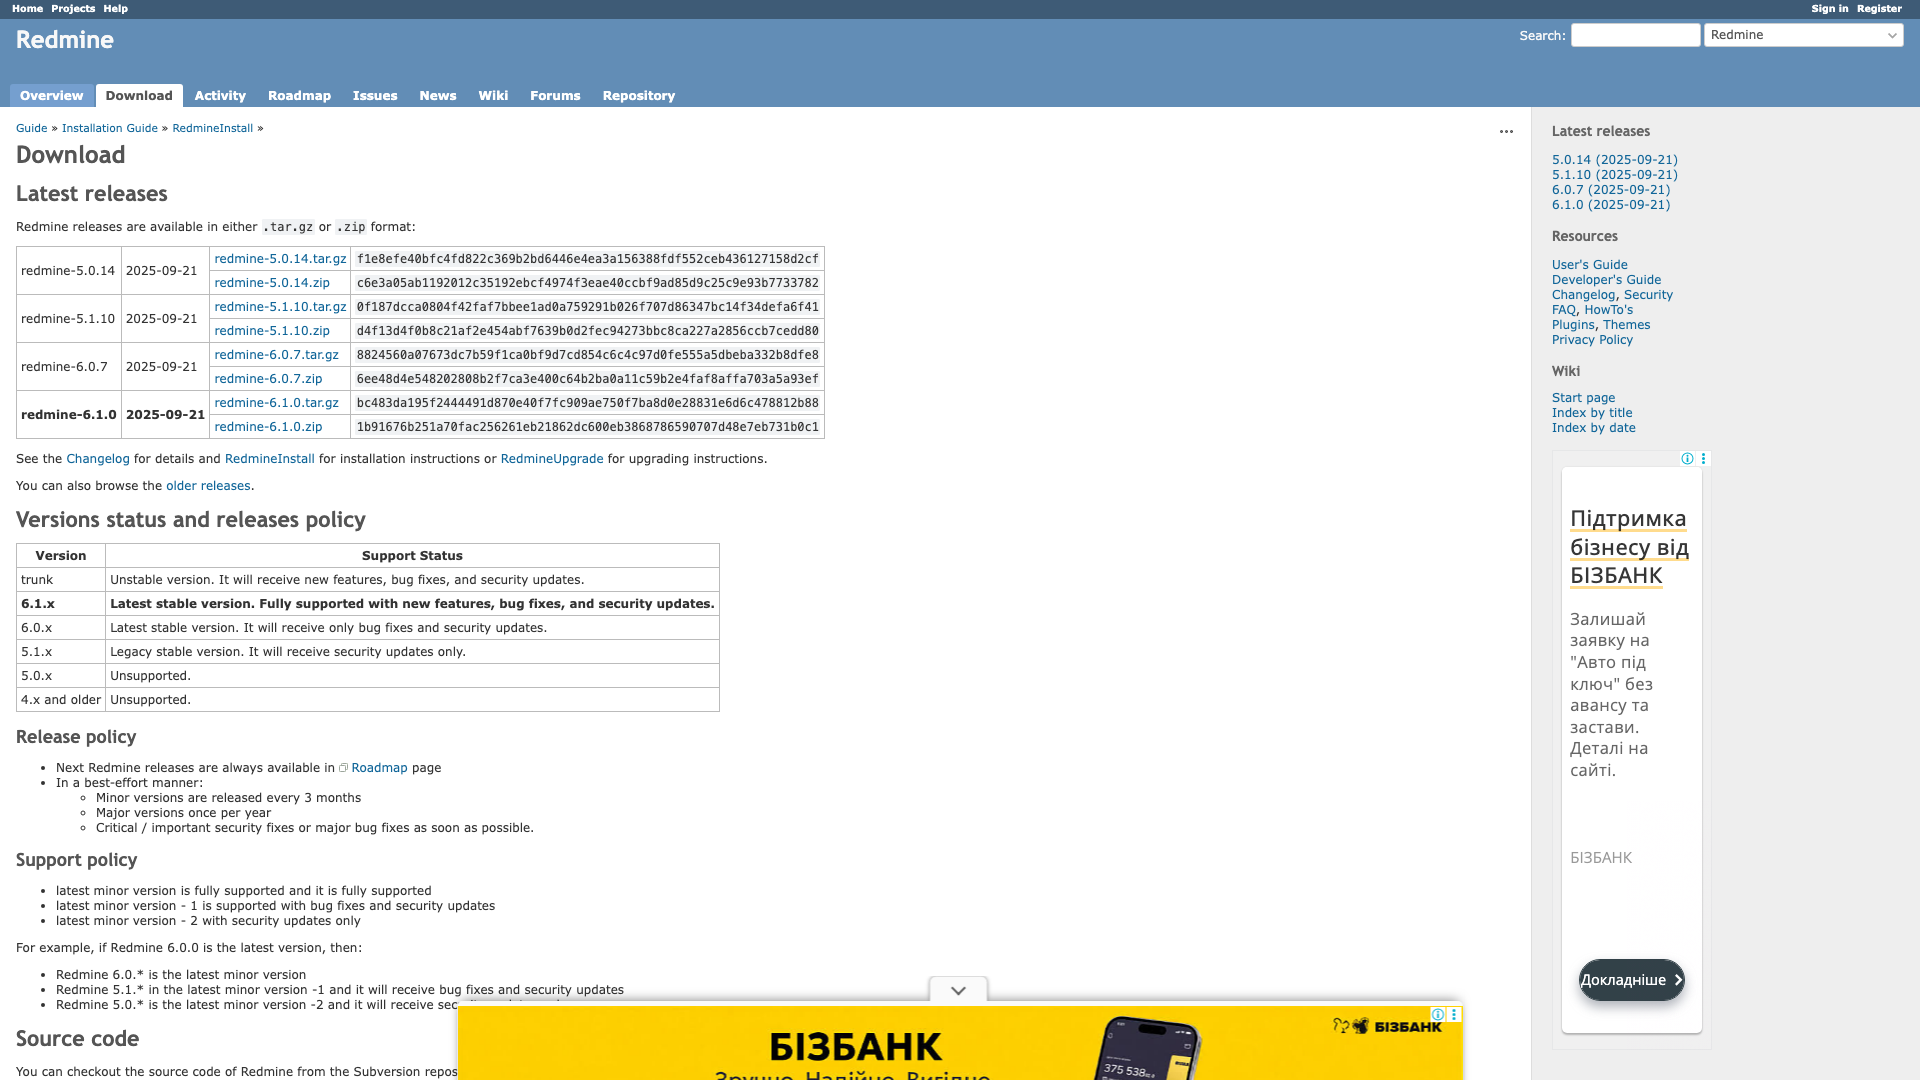 Home Projects Help
Sign in Register
Redmine
Search: Redmine
Overview Download Activity Roadmap Issues News Wiki Forums Repository
Guide » Installation Guide » RedmineInstall »
Download
Latest releases
Redmine releases are available in either .tar.gz or .zip format:
redmine-5.0.14 2025-09-21 redmine-5.0.14.tar.gz f1e8efe40bfc4fd822c369b2bd6446e4ea3a156388fdf552ceb436127158d2cf
redmine-5.0.14.zip c6e3a05ab1192012c35192ebcf4974f3eae40ccbf9ad85d9c25c9e93b7733782
redmine-5.1.10 2025-09-21 redmine-5.1.10.tar.gz 0f187dcca0804f42faf7bbee1ad0a759291b026f707d86347bc14f34defa6f41
redmine-5.1.10.zip d4f13d4f0b8c21af2e454abf7639b0d2fec94273bbc8ca227a2856ccb7cedd80
redmine-6.0.7 2025-09-21 redmine-6.0.7.tar.gz 8824560a07673dc7b59f1ca0bf9d7cd854c6c4c97d0fe555a5dbeba332b8dfe8
redmine-6.0.7.zip 6ee48d4e548202808b2f7ca3e400c64b2ba0a11c59b2e4faf8affa703a5a93ef
redmine-6.1.0 2025-09-21 redmine-6.1.0.tar.gz bc483da195f2444491d870e40f7fc909ae750f7ba8d0e28831e6d6c478812b88
redmine-6.1.0.zip 1b91676b251a70fac256261eb21862dc600eb3868786590707d48e7eb731b0c1
See the Changelog for details and RedmineInstall for installation instructions or RedmineUpgrade for upgrading instructions.
You can also browse the older releases.
Versions status and releases policy
Version Support Status
trunk Unstable version. It will receive new features, bug fixes, and security updates.
6.1.x Latest stable version. Fully supported with new features, bug fixes, and security updates.
6.0.x Latest stable version. It will receive only bug fixes and security updates.
5.1.x Legacy stable version. It will receive security updates only.
5.0.x Unsupported.
4.x and older Unsupported.
Release policy
Next Redmine releases are always available in Roadmap page
In a best-effort manner:
Minor versions are released every 3 months
Major versions once per year
Critical / important security fixes or major bug fixes as soon as possible.
Support policy
latest minor version is fully supported and it is fully supported
latest minor version - 1 is supported with bug fixes and security updates
latest minor version - 2 with security updates only
For example, if Redmine 6.0.0 is the latest version, then:
Redmine 6.0.* is the latest minor version
Redmine 5.1.* in the latest minor version -1 and it will receive bug fixes and security updates
Redmine 5.0.* is the latest minor version -2 and it will receive
Source code
You can checkout the source code of Redmine from the Subversion
Latest releases
5.0.14 (2025-09-21)
5.1.10 (2025-09-21)
6.0.7 (2025-09-21)
6.1.0 (2025-09-21)
Resources
User's Guide
Developer's Guide
Changelog, Security
FAQ, HowTo's
Plugins, Themes
Privacy Policy
Wiki
Start page
Index by title
Index by date
Підтримка
бізнесу від
БІЗБАНК
Залишай
заявку на
"Авто під
ключ" без
авансу та
застави.
Деталі на
сайті.
БІЗБАНК
Докладніше
БІЗБАНК
Зручно. Надійно. Вигідно
375 538
БІЗБАНК